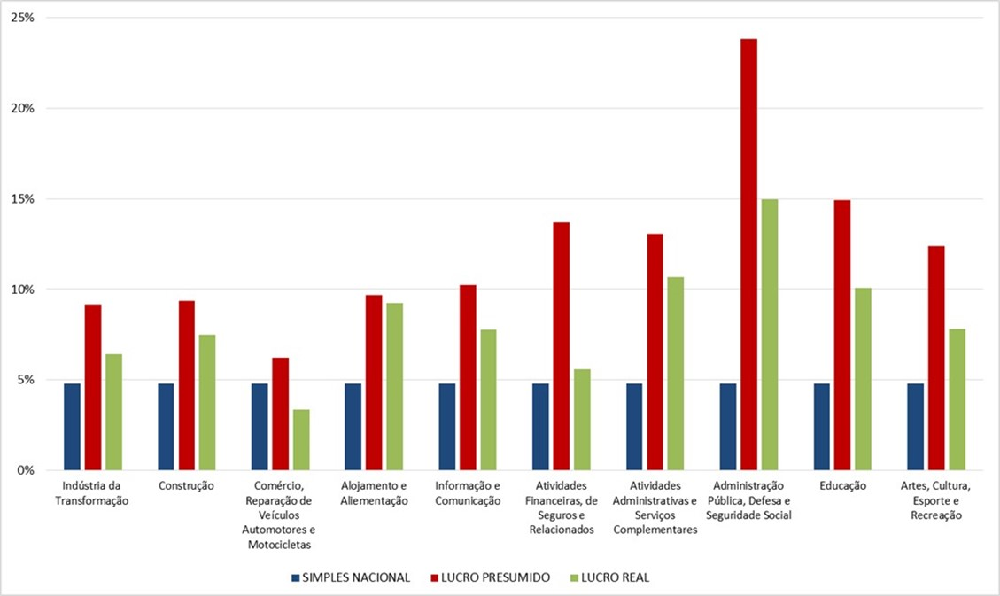 25%
20%
15%
10%
5%
0%
Indústria da
Transformação
Construção
Comércio,
Reparação de
Veículos
Automotores e
Motocicletas
Alojamento e
Aliementação
Informação e
Comunicação
Atividades
Financeiras, de
Seguros e
Relacionados
Atividades
Administrativas e
Serviços
Complementares
Administração
Pública, Defesa e
Seguridade Social
Educação
Artes, Cultura,
Esporte e
Recreação
SIMPLES NACIONAL
LUCRO PRESUMIDO
LUCRO REAL